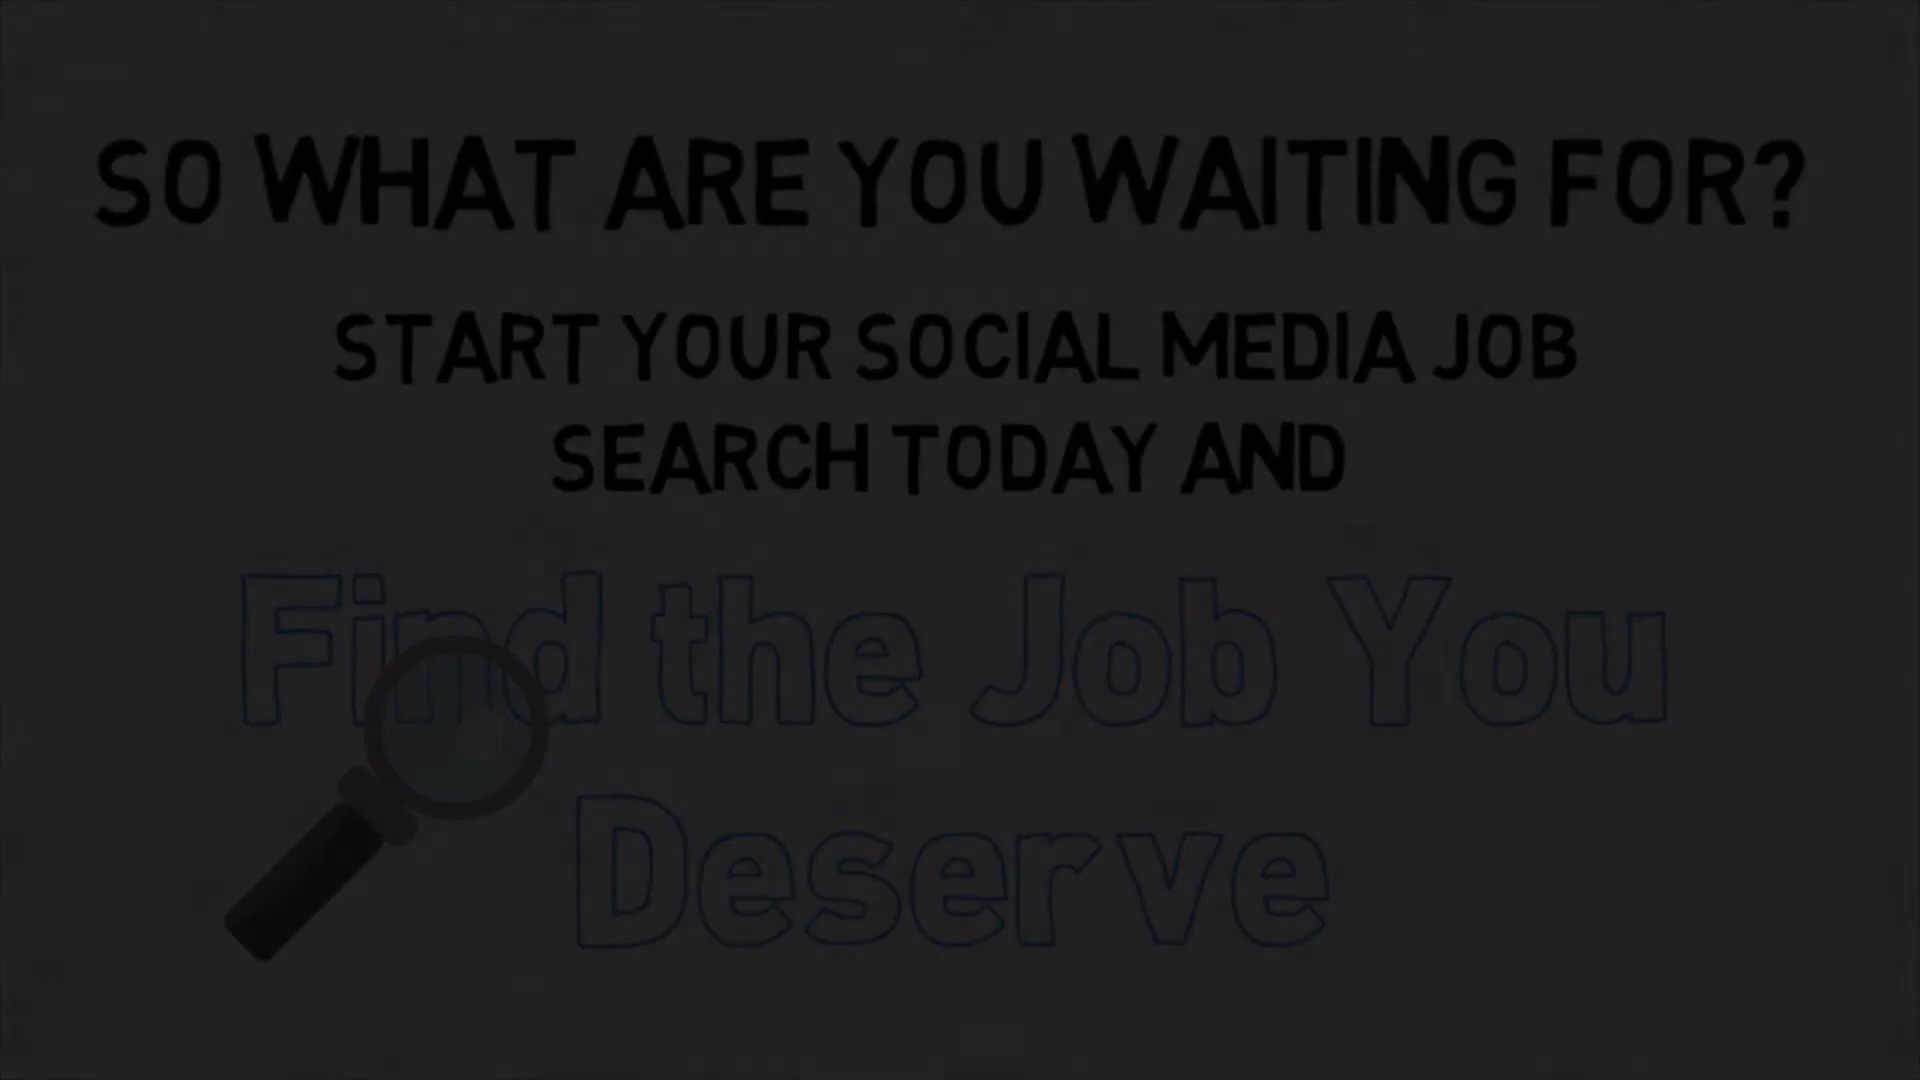 SO WHAT ARE YOU WAITING FOR?
START YOUR SOCIAL MEDIA JOB
SEARCH TODAY AND
Find the Job You
Deserve